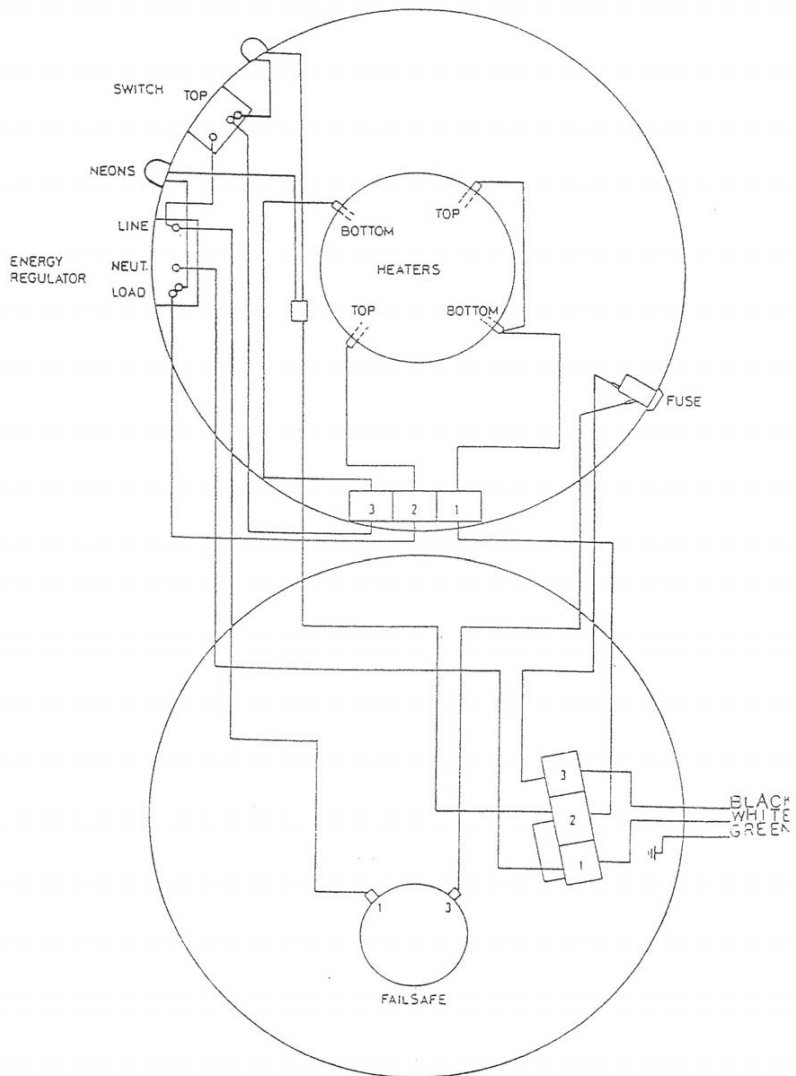 SWITCH TOP
NEONS
LINE
ENERGY
REGULATOR
NEUT.
LOAD
BOTTOM
TOP
HEATERS
TOP
BOTTOM
FUSE
3 2 1
3
2
1
BLACK
WHITE
GREEN
1 3
FAILSAFE